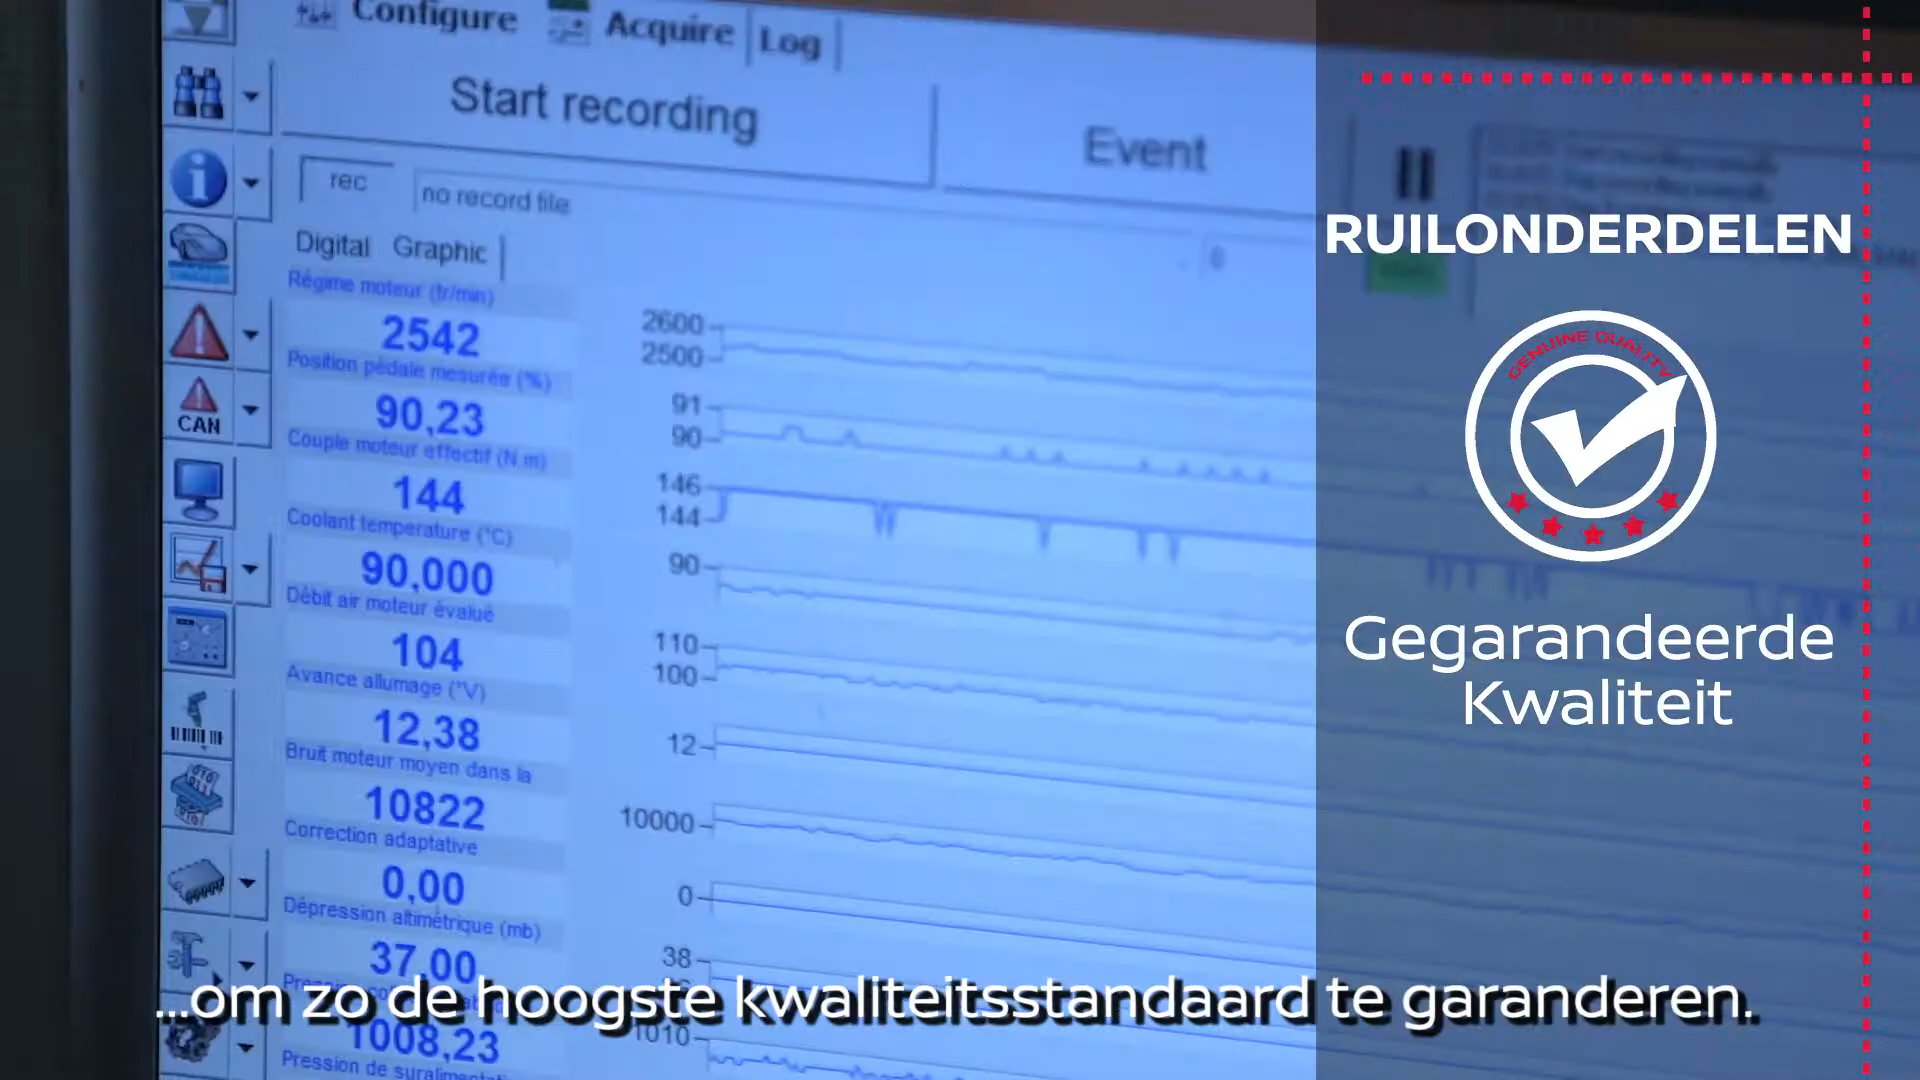 Configure
Acquire
Log
Start recording
Event
rec
no record file
Digital
Graphic
Régime moteur (tr/min)
2542
Position pédale mesurée (%)
90,23
Couple moteur effectif (N m)
144
Coolant temperature (°C)
90,000
Débit air moteur évalué
104
Avance allumage (°V)
12,38
Bruit moteur moyen dans la
10822
Correction adaptative
0,00
Dépression altimétrique (mb)
37,00
1008,23
Pression de
CAN
2600
2500
91
90
146
144
90
110
100
12
10000
0
38
1010
RUILONDERDELEN
GENUINE QUALITY
Gegarandeerde
Kwaliteit
...om zo de hoogste kwaliteitsstandaard te garanderen.